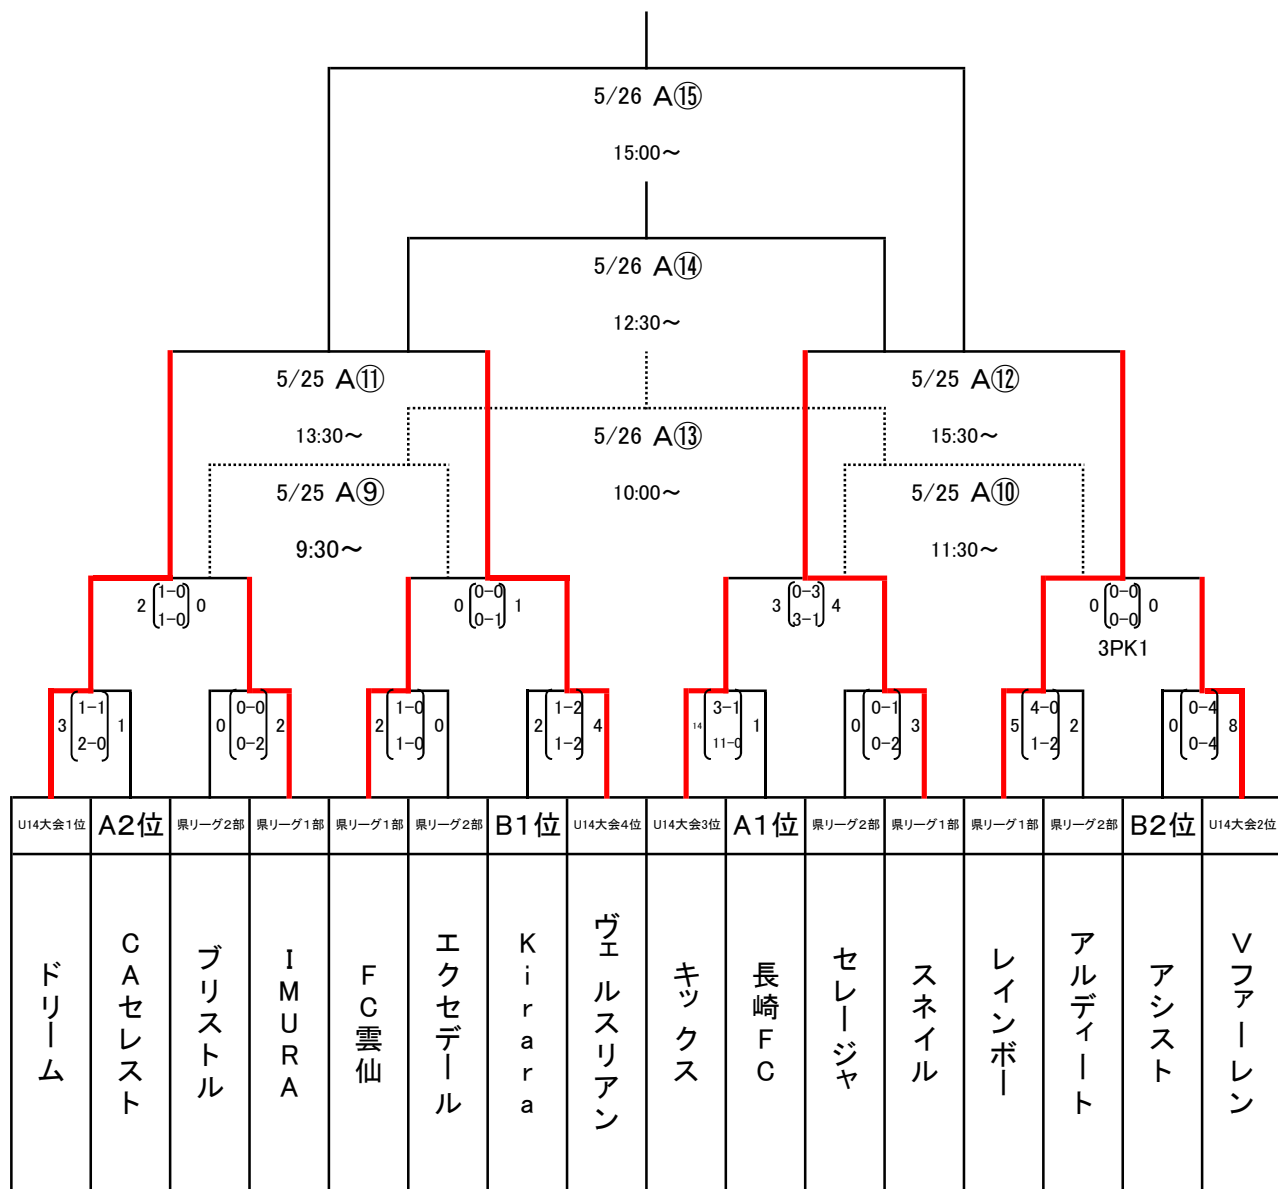 5/26 A⑮
15:00～
5/26 A⑭
12:30～
5/25 A⑪
5/25 A⑫
13:30～
5/26 A⑬
15:30～
5/25 A⑨
10:00～
5/25 A⑩
9:30～
11:30～
2 1-0 0
1-0
0 0-0 1
0-1
3 0-3 4
3-1
0 0-0 0
0-0
3PK1
3 1-1 1
2-0
0 0-0 2
0-2
2 1-0 0
1-0
2 1-2 4
1-2
14 3-1 1
11-0
0 0-1 3
0-2
5 4-0 2
1-2
0 0-4 8
0-4
U14大会1位 A2位 県リーグ2部 県リーグ1部 県リーグ1部 県リーグ2部 B1位 U14大会4位 U14大会3位 A1位 県リーグ2部 県リーグ1部 県リーグ1部 県リーグ2部 B2位 U14大会2位
ドリーム
CAセレスト
ブリストル
IMURA
FC雲仙
エクセデール
Kirara
ヴェルスリアン
キックス
長崎FC
セレージャ
スネイル
レインボー
アルディート
アシスト
Vファーレン